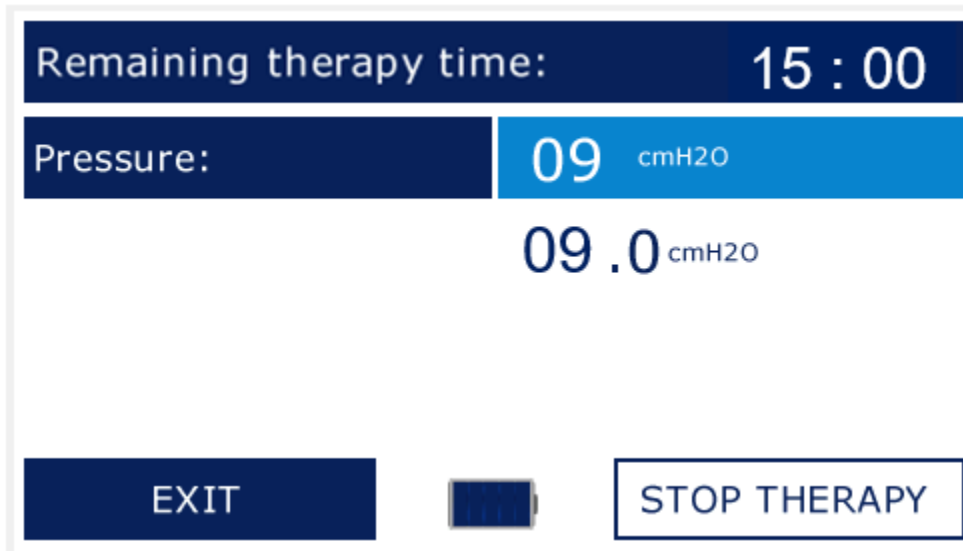 Remaining therapy time: 15 : 00
Pressure: 09 cmH2O
09 .0 cmH2O
EXIT STOP THERAPY